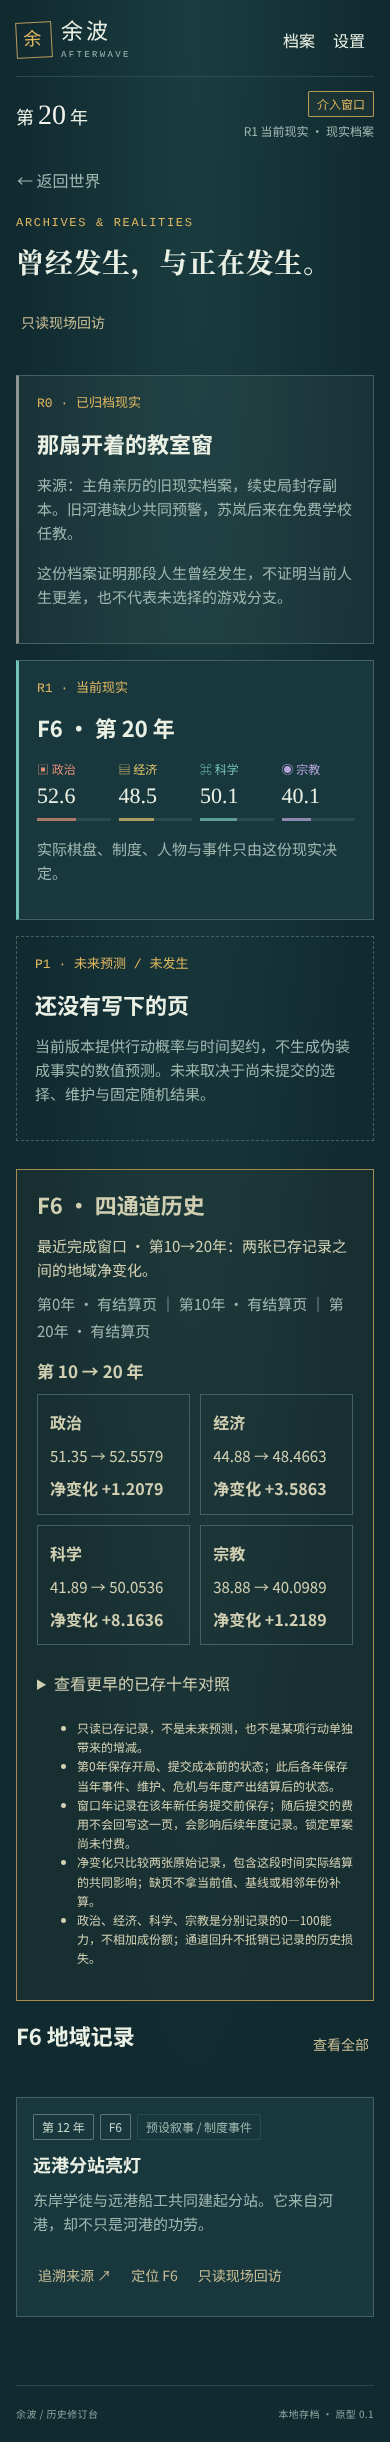 余
余波
AFTERWAVE
档案 设置
第20年
介入窗口
R1 当前现实 · 现实档案
← 返回世界
ARCHIVES & REALITIES
曾经发生，与正在发生。
只读现场回访
R0 · 已归档现实
那扇开着的教室窗
来源：主角亲历的旧现实档案，续史局封存副
本。旧河港缺少共同预警，苏岚后来在免费学校
任教。
这份档案证明那段人生曾经发生，不证明当前人
生更差，也不代表未选择的游戏分支。
R1 · 当前现实
F6 · 第 20 年
政治 经济 科学 宗教
52.6 48.5 50.1 40.1
实际棋盘、制度、人物与事件只由这份现实决
定。
P1 · 未来预测 / 未发生
还没有写下的页
当前版本提供行动概率与时间契约，不生成伪装
成事实的数值预测。未来取决于尚未提交的选
择、维护与固定随机结果。
F6 · 四通道历史
最近完成窗口 · 第10→20年：两张已存记录之
间的地域净变化。
第0年 · 有结算页 ｜ 第10年 · 有结算页 ｜ 第
20年 · 有结算页
第 10 → 20 年
政治
51.35 → 52.5579
净变化 +1.2079
经济
44.88 → 48.4663
净变化 +3.5863
科学
41.89 → 50.0536
净变化 +8.1636
宗教
38.88 → 40.0989
净变化 +1.2189
▶ 查看更早的已存十年对照
• 只读已存记录，不是未来预测，也不是某项行动单独
带来的增减。
• 第0年保存开局、提交成本前的状态；此后各年保存
当年事件、维护、危机与年度产出结算后的状态。
• 窗口年记录在该年新任务提交前保存；随后提交的费
用不会回写这一页，会影响后续年度记录。锁定草案
尚未付费。
• 净变化只比较两张原始记录，包含这段时间实际结算
的共同影响；缺页不拿当前值、基线或相邻年份补
算。
• 政治、经济、科学、宗教是分别记录的0—100能
力，不相加成份额；通道回升不抵销已记录的历史损
失。
F6 地域记录
查看全部
第 12 年 F6 预设叙事 / 制度事件
远港分站亮灯
东岸学徒与远港船工共同建起分站。它来自河
港，却不只是河港的功劳。
追溯来源 ↗ 定位 F6 只读现场回访
余波 / 历史修订台
本地存档 · 原型 0.1